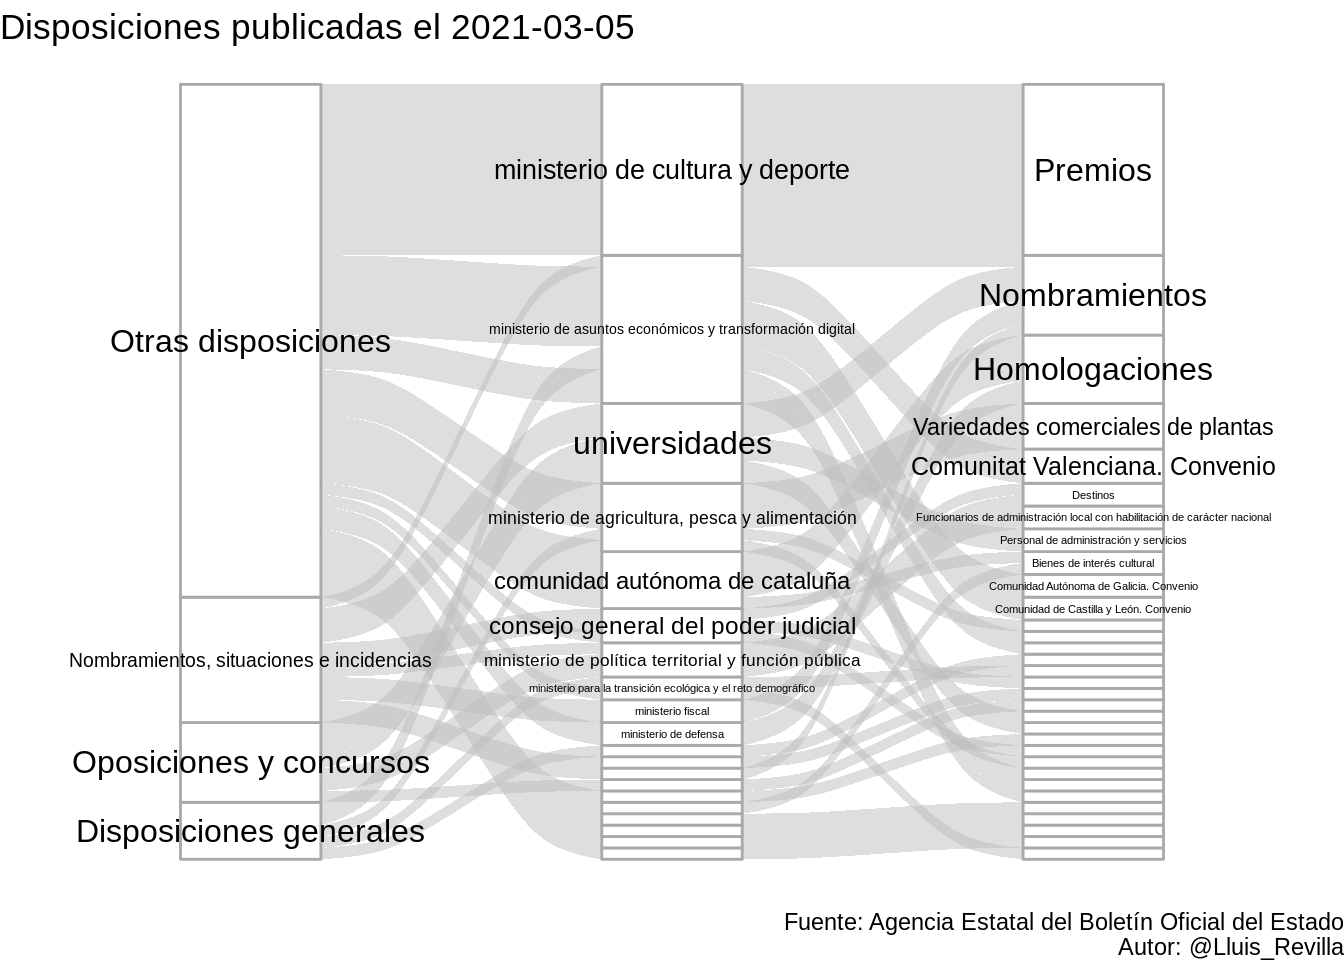 Disposiciones publicadas el 2021-03-05
Otras disposiciones
Nombramientos, situaciones e incidencias
Oposiciones y concursos
Disposiciones generales
ministerio de cultura y deporte
ministerio de asuntos económicos y transformación digital
universidades
ministerio de agricultura, pesca y alimentación
comunidad autónoma de cataluña
consejo general del poder judicial
ministerio de política territorial y función pública
ministerio para la transición ecológica y el reto demográfico
ministerio fiscal
ministerio de defensa
Premios
Nombramientos
Homologaciones
Variedades comerciales de plantas
Comunitat Valenciana. Convenio
Destinos
Funcionarios de administración local con habilitación de carácter nacional
Personal de administración y servicios
Bienes de interés cultural
Comunidad Autónoma de Galicia. Convenio
Comunidad de Castilla y León. Convenio
Fuente: Agencia Estatal del Boletín Oficial del Estado
Autor: @Lluis_Revilla